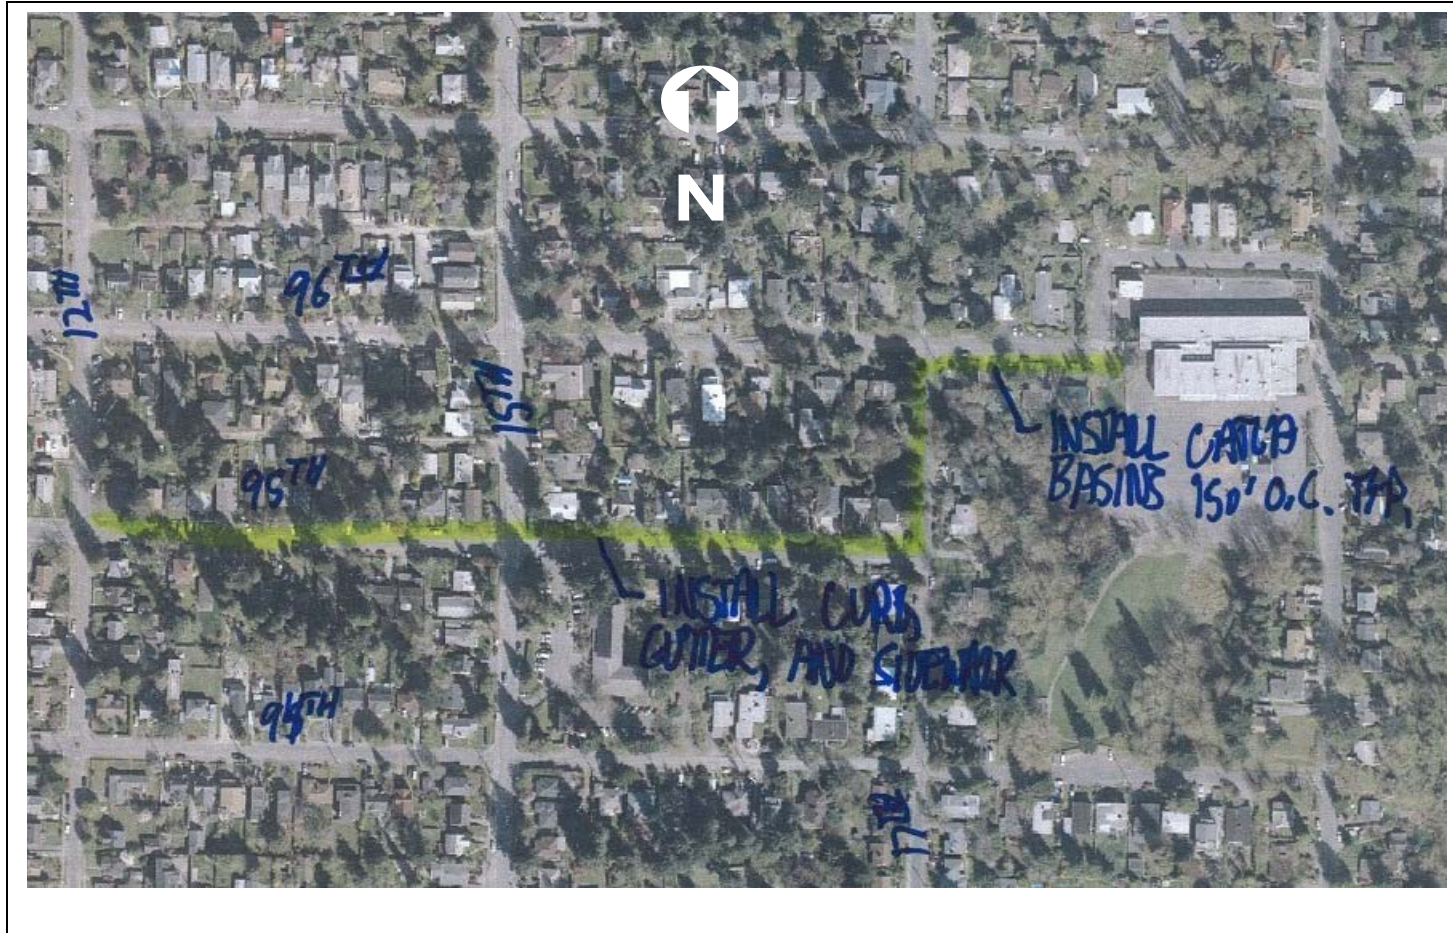 N
96TH
12TH
15TH
INSTALL CATCH
BASINS 150' O.C. TYP.
95TH
INSTALL CURB,
GUTTER, AND SIDEWALK
94TH
17TH